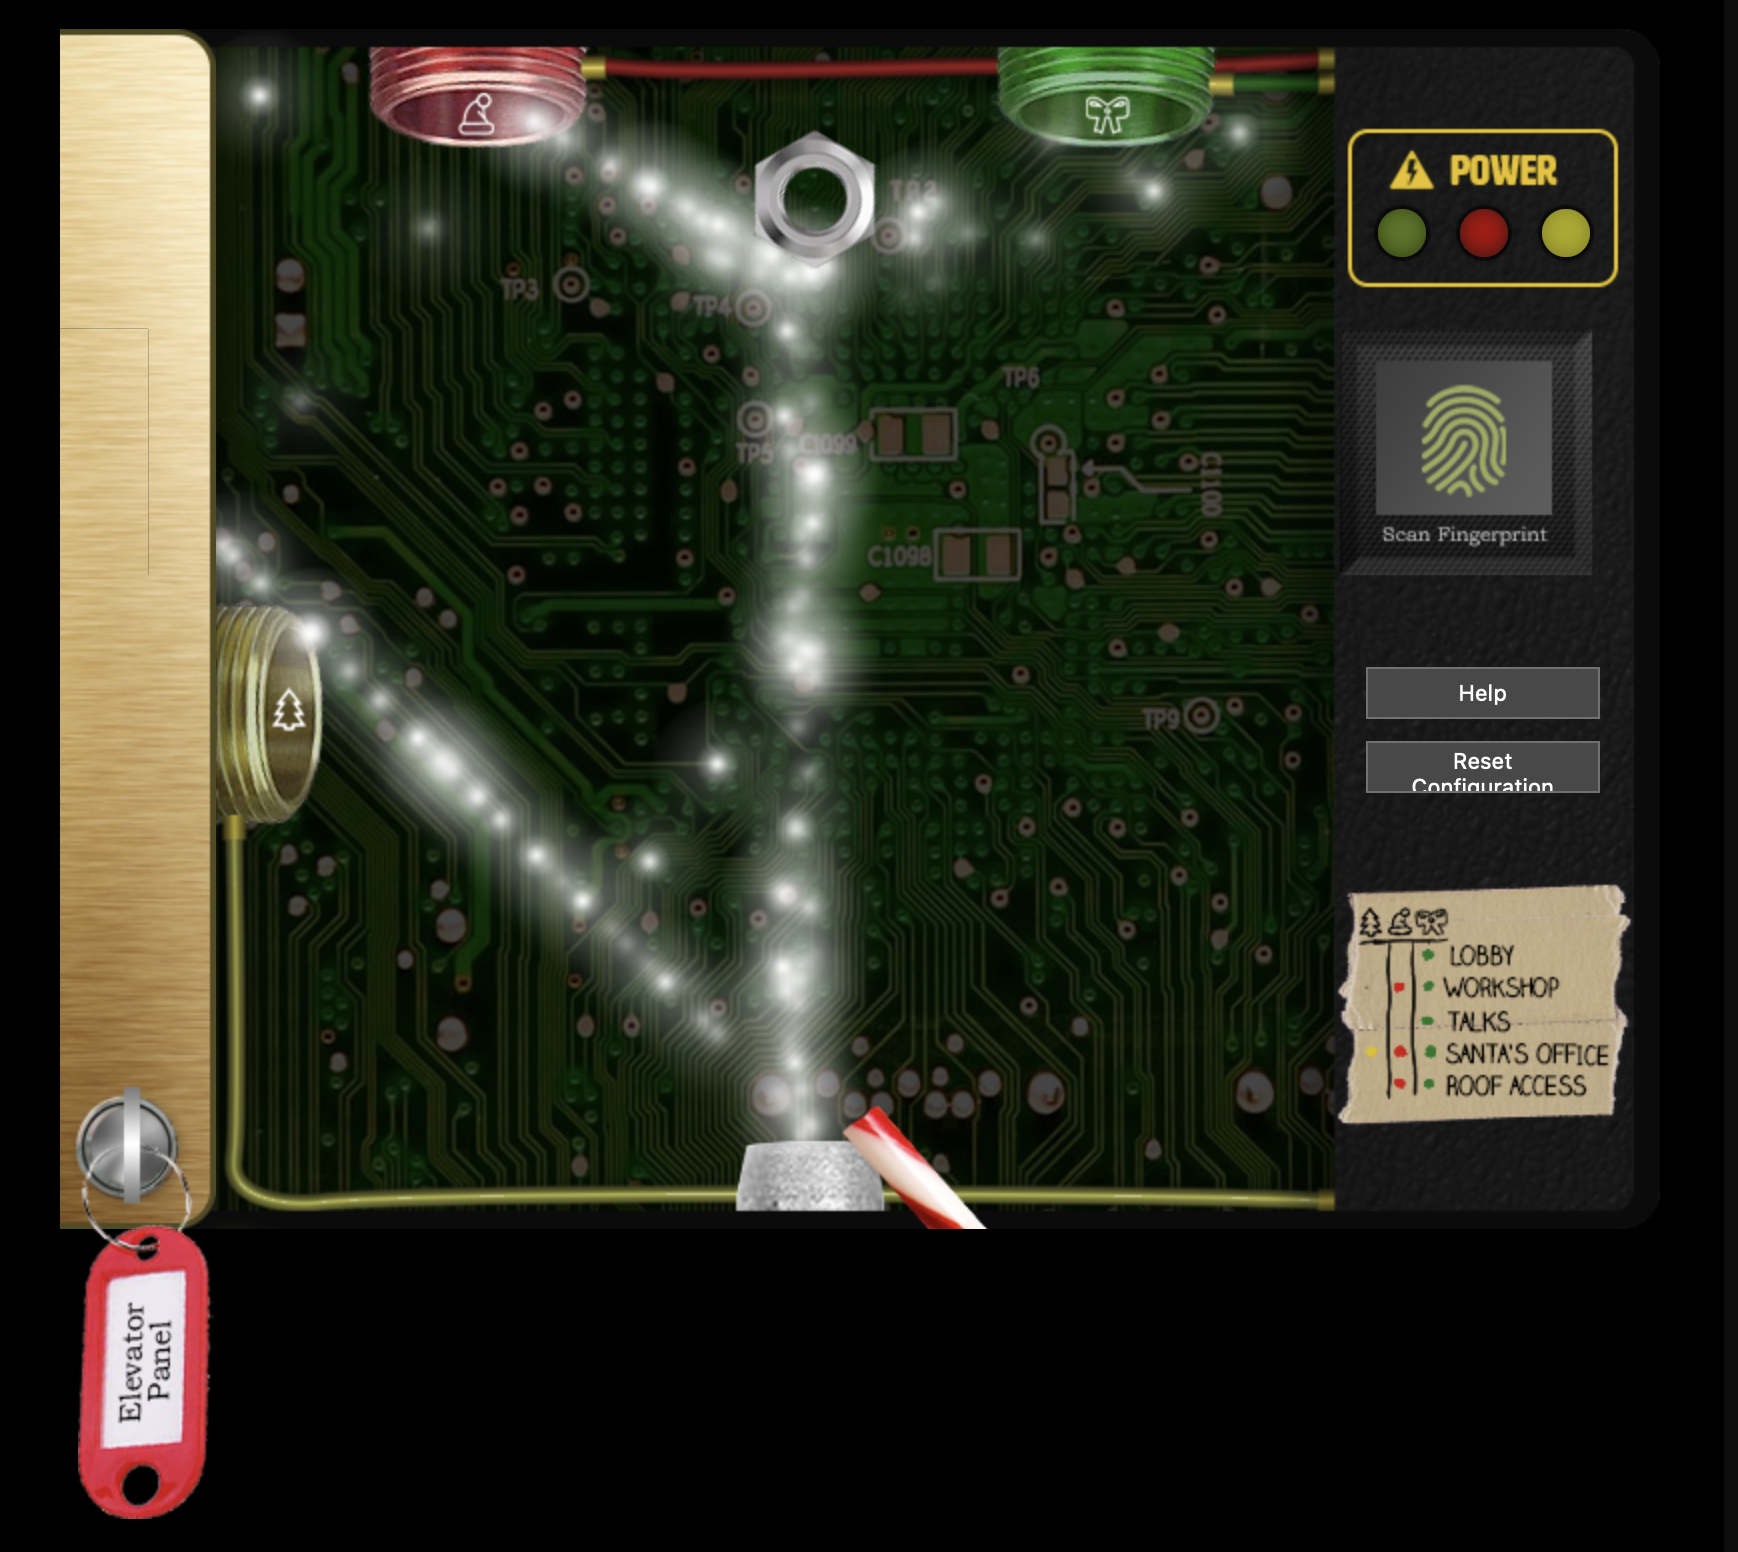 POWER
TP3
TP4
TP5
C1099
TP6
C1100
C1098
TP9
Scan Fingerprint
Help
Reset
Configuration
LOBBY
WORKSHOP
TALKS
SANTA'S OFFICE
ROOF ACCESS
Elevator
Panel